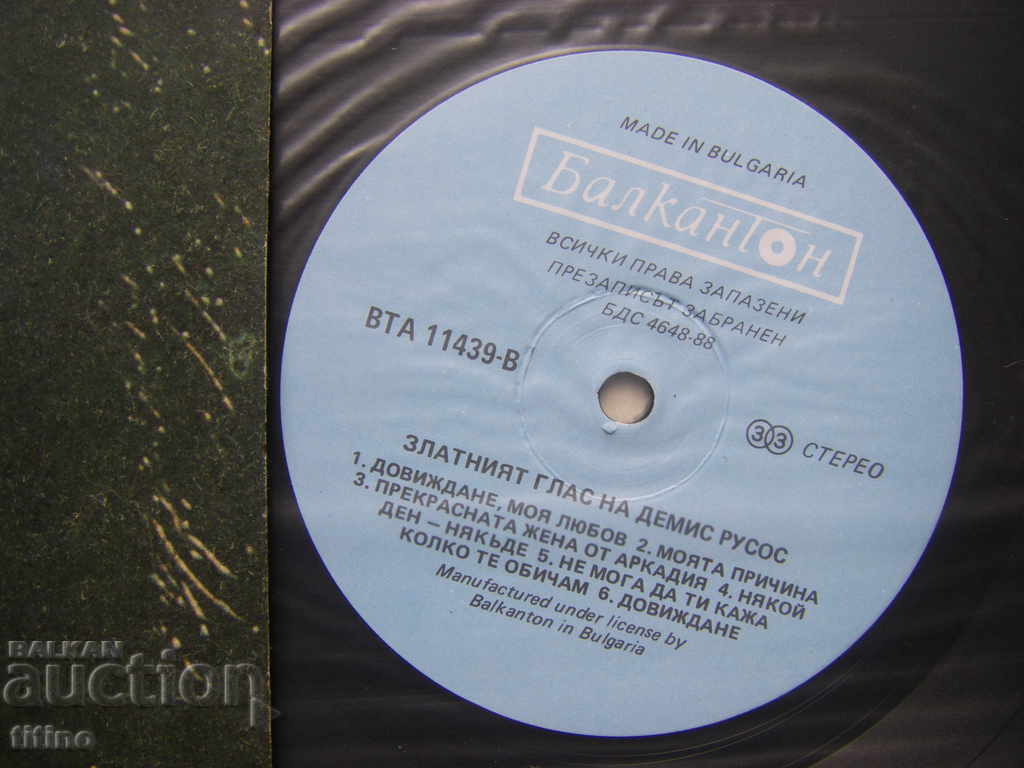 MADE IN BULGARIA
Балкантон
ВСИЧКИ ПРАВА ЗАПАЗЕНИ
ПРЕЗАПИСЪТ ЗАБРАНЕН
БДС 4648-88
ВТА 11439-В
33 СТЕРЕО
ЗЛАТНИЯТ ГЛАС НА ДЕМИС РУСОС
1. ДОВИЖДАНЕ, МОЯ ЛЮБОВ 2. МОЯТА ПРИЧИНА
3. ПРЕКРАСНАТА ЖЕНА ОТ АРКАДИЯ 4. НЯКОЙ
ДЕН – НЯКЪДЕ 5. НЕ МОГА ДА ТИ КАЖА
КОЛКО ТЕ ОБИЧАМ 6. ДОВИЖДАНЕ
Manufactured under license by
Balkanton in Bulgaria
BALKAN
auction
titino